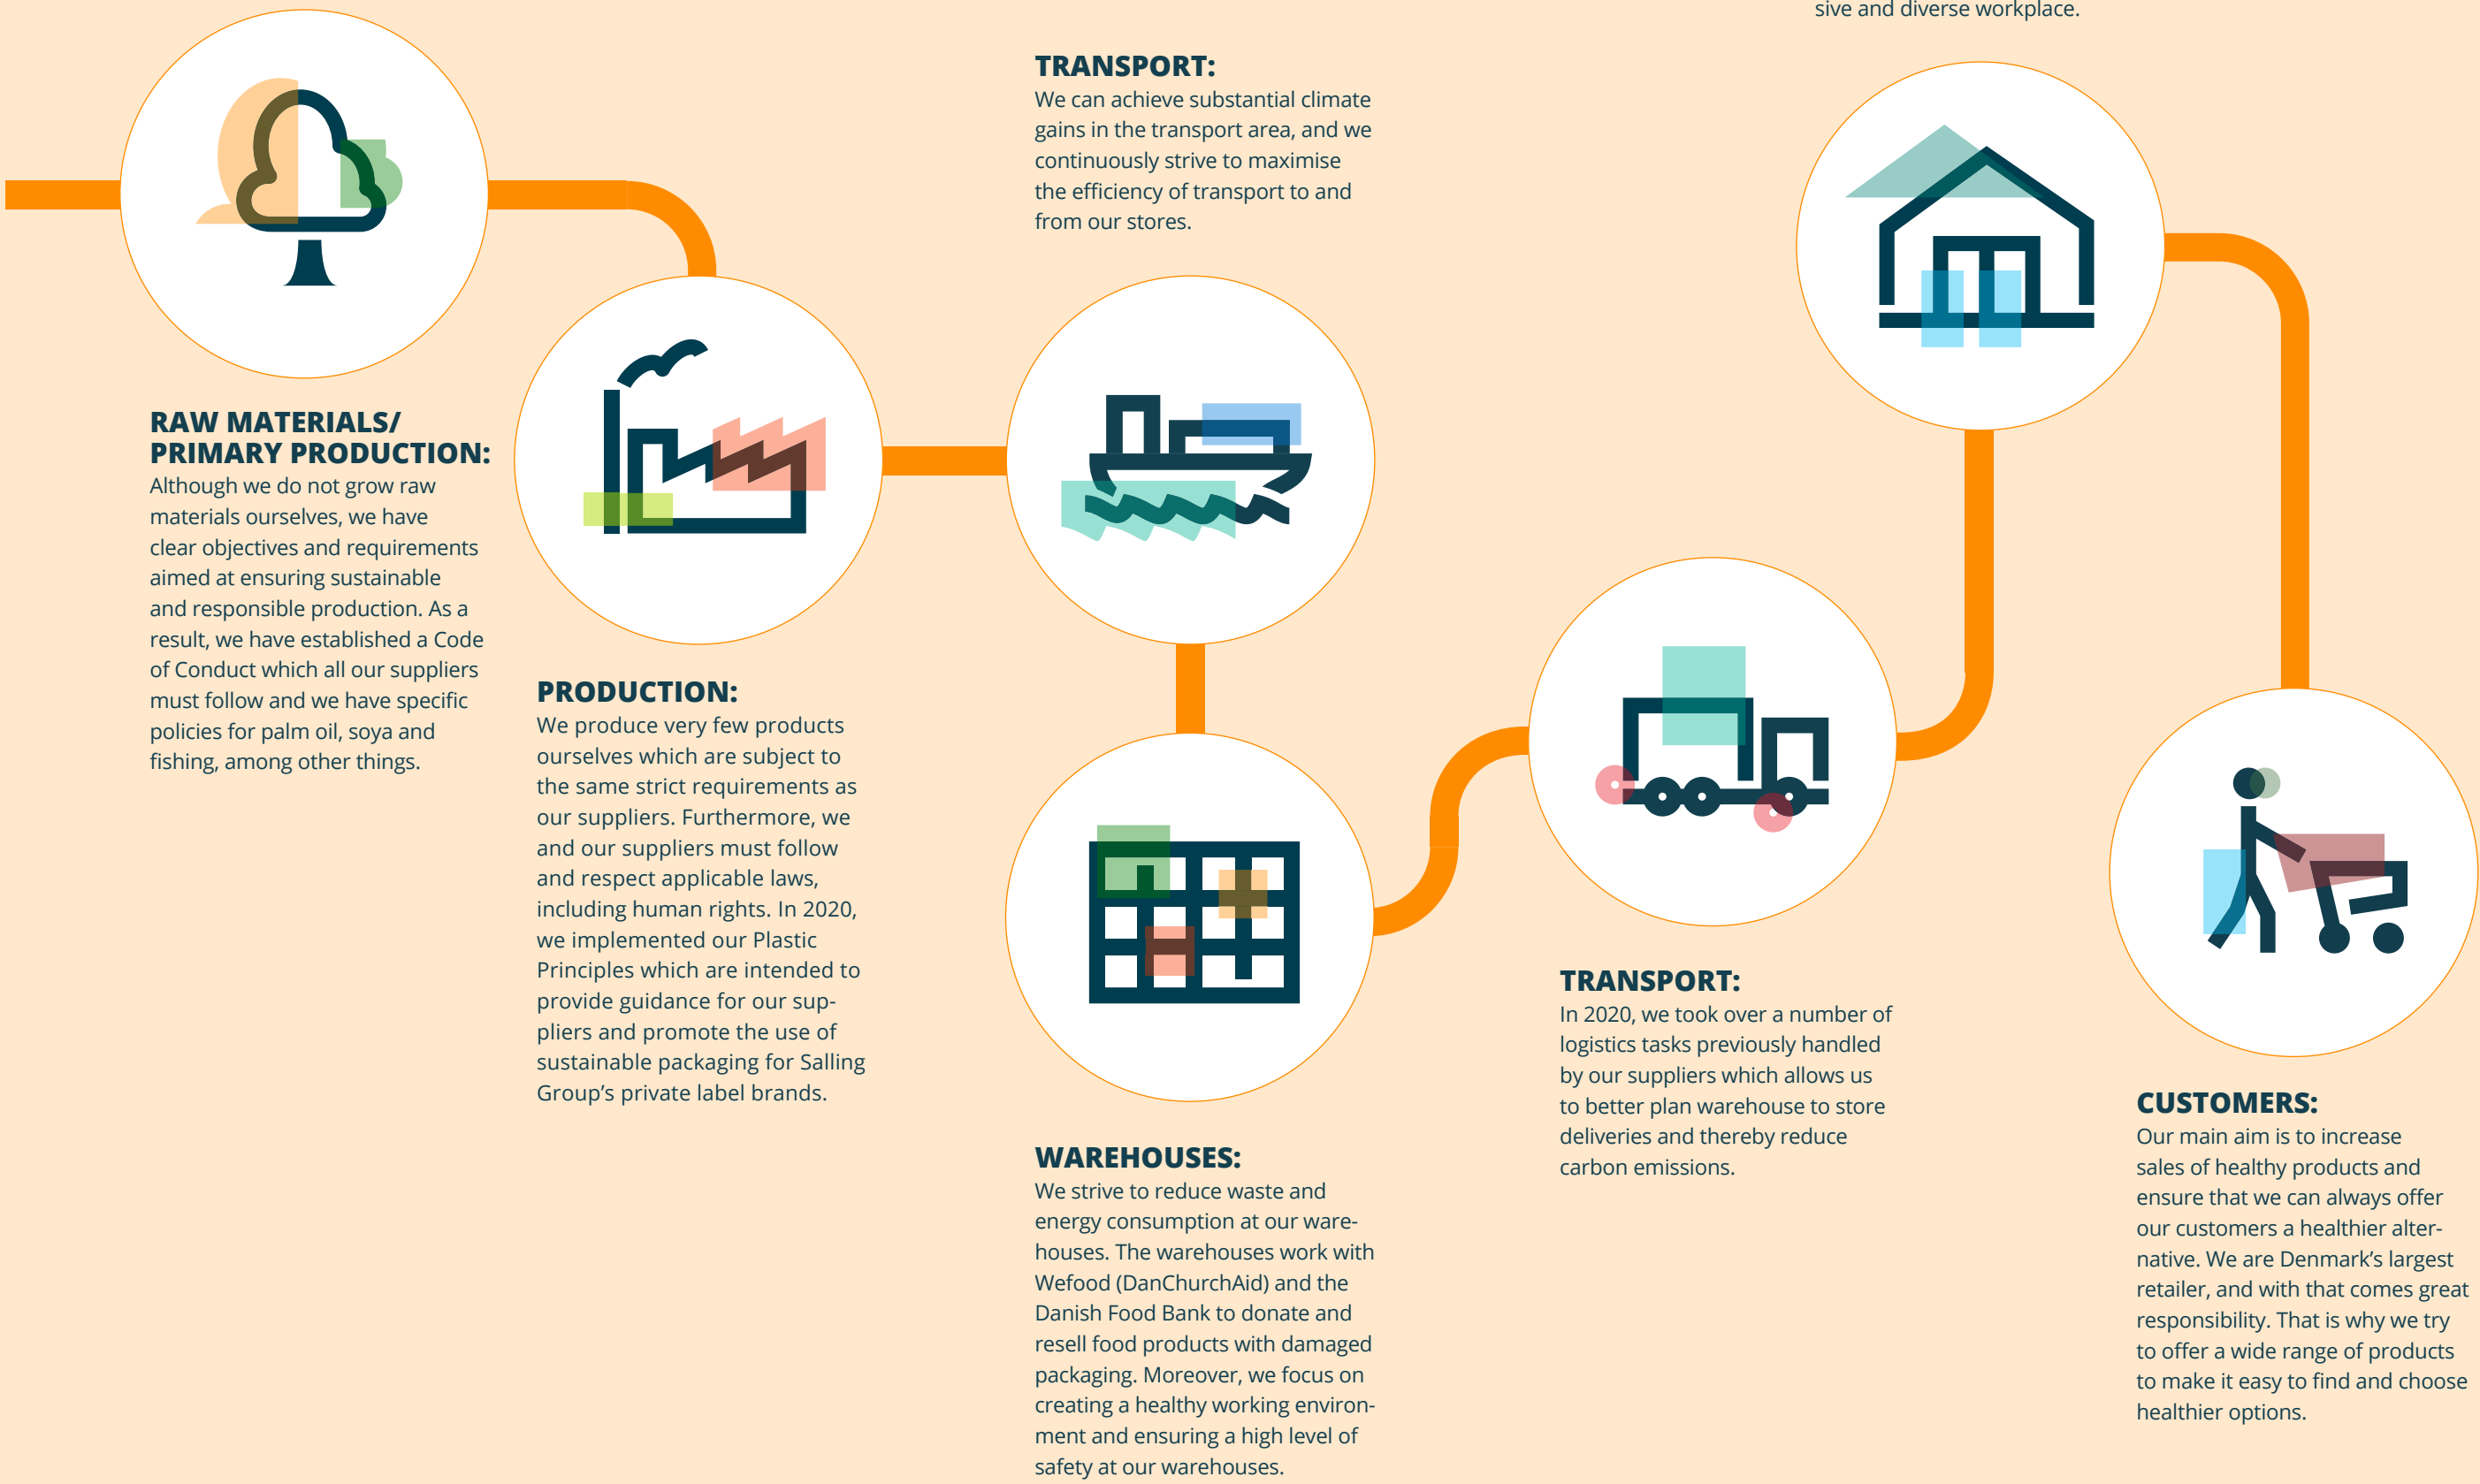 sive and diverse workplace.
RAW MATERIALS/
PRIMARY PRODUCTION:
Although we do not grow raw
materials ourselves, we have
clear objectives and requirements
aimed at ensuring sustainable
and responsible production. As a
result, we have established a Code
of Conduct which all our suppliers
must follow and we have specific
policies for palm oil, soya and
fishing, among other things.
PRODUCTION:
We produce very few products
ourselves which are subject to
the same strict requirements as
our suppliers. Furthermore, we
and our suppliers must follow
and respect applicable laws,
including human rights. In 2020,
we implemented our Plastic
Principles which are intended to
provide guidance for our sup-
pliers and promote the use of
sustainable packaging for Salling
Group’s private label brands.
TRANSPORT:
We can achieve substantial climate
gains in the transport area, and we
continuously strive to maximise
the efficiency of transport to and
from our stores.
WAREHOUSES:
We strive to reduce waste and
energy consumption at our ware-
houses. The warehouses work with
Wefood (DanChurchAid) and the
Danish Food Bank to donate and
resell food products with damaged
packaging. Moreover, we focus on
creating a healthy working environ-
ment and ensuring a high level of
safety at our warehouses.
TRANSPORT:
In 2020, we took over a number of
logistics tasks previously handled
by our suppliers which allows us
to better plan warehouse to store
deliveries and thereby reduce
carbon emissions.
CUSTOMERS:
Our main aim is to increase
sales of healthy products and
ensure that we can always offer
our customers a healthier alter-
native. We are Denmark’s largest
retailer, and with that comes great
responsibility. That is why we try
to offer a wide range of products
to make it easy to find and choose
healthier options.